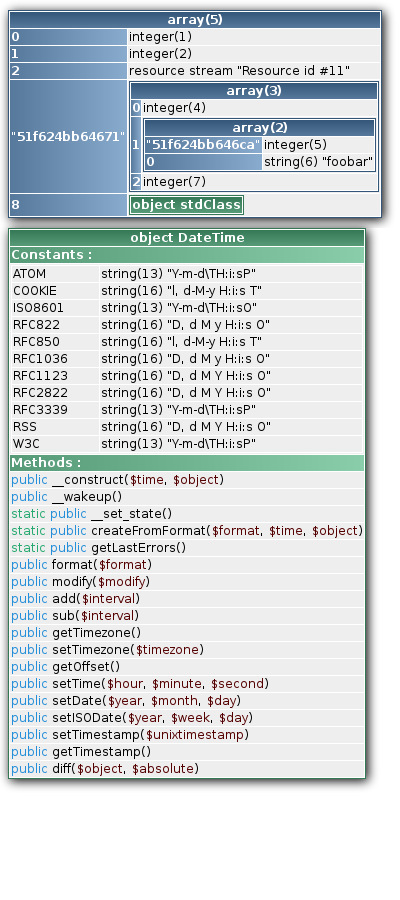 array(5)
0 integer(1)
1 integer(2)
2 resource stream "Resource id #11"
"51f624bb64671"
array(3)
0 integer(4)
1
array(2)
"51f624bb646ca" integer(5)
0 string(6) "foobar"
2 integer(7)
8 object stdClass
object DateTime
Constants :
ATOM string(13) "Y-m-d\TH:i:sP"
COOKIE string(16) "l, d-M-y H:i:s T"
ISO8601 string(13) "Y-m-d\TH:i:sO"
RFC822 string(16) "D, d M y H:i:s O"
RFC850 string(16) "l, d-M-y H:i:s T"
RFC1036 string(16) "D, d M y H:i:s O"
RFC1123 string(16) "D, d M Y H:i:s O"
RFC2822 string(16) "D, d M Y H:i:s O"
RFC3339 string(13) "Y-m-d\TH:i:sP"
RSS string(16) "D, d M Y H:i:s O"
W3C string(13) "Y-m-d\TH:i:sP"
Methods :
public __construct($time, $object)
public __wakeup()
static public __set_state()
static public createFromFormat($format, $time, $object)
static public getLastErrors()
public format($format)
public modify($modify)
public add($interval)
public sub($interval)
public getTimezone()
public setTimezone($timezone)
public getOffset()
public setTime($hour, $minute, $second)
public setDate($year, $month, $day)
public setISODate($year, $week, $day)
public setTimestamp($unixtimestamp)
public getTimestamp()
public diff($object, $absolute)